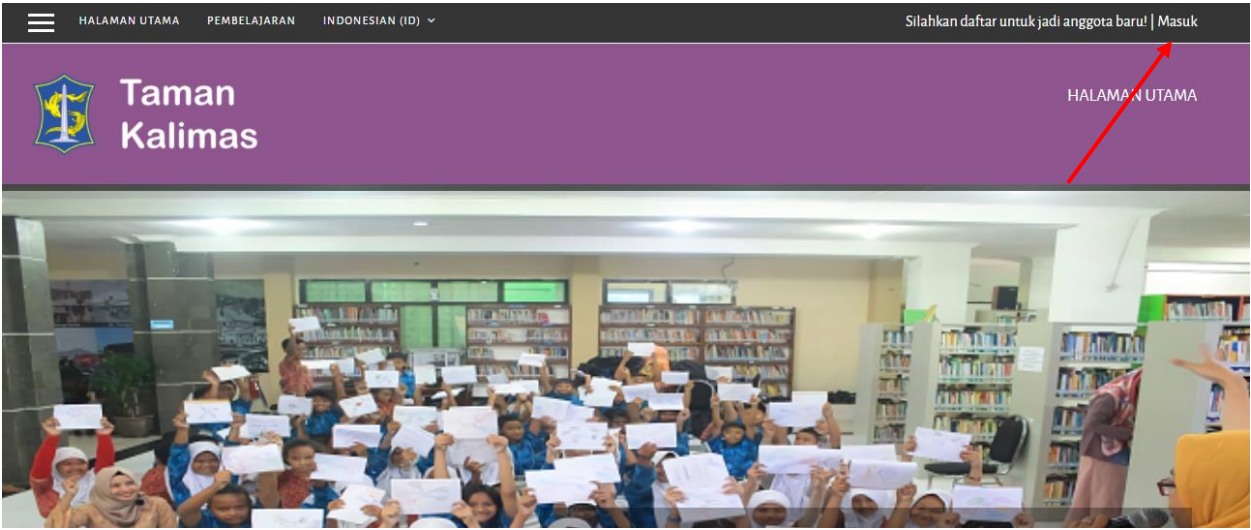 HALAMAN UTAMA PEMBELAJARAN INDONESIAN (ID) Silahkan daftar untuk jadi anggota baru! | Masuk
Taman
Kalimas
HALAMAN UTAMA